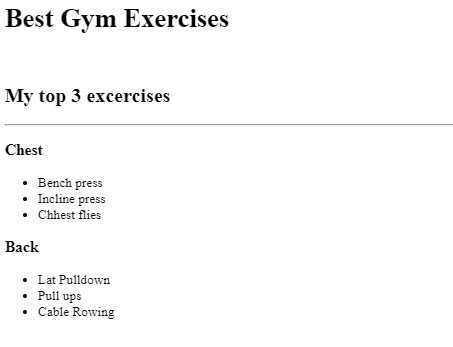 Best Gym Exercises
My top 3 excercises
Chest
Bench press
Incline press
Chhest flies
Back
Lat Pulldown
Pull ups
Cable Rowing